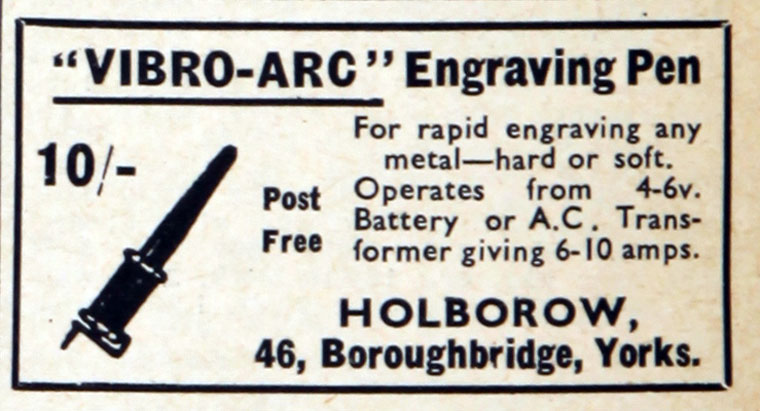 "VIBRO-ARC" Engraving Pen
10/-
Post
Free
For rapid engraving any
metal—hard or soft.
Operates from 4-6v.
Battery or A.C. Trans-
former giving 6-10 amps.
HOLBOROW,
46, Boroughbridge, Yorks.